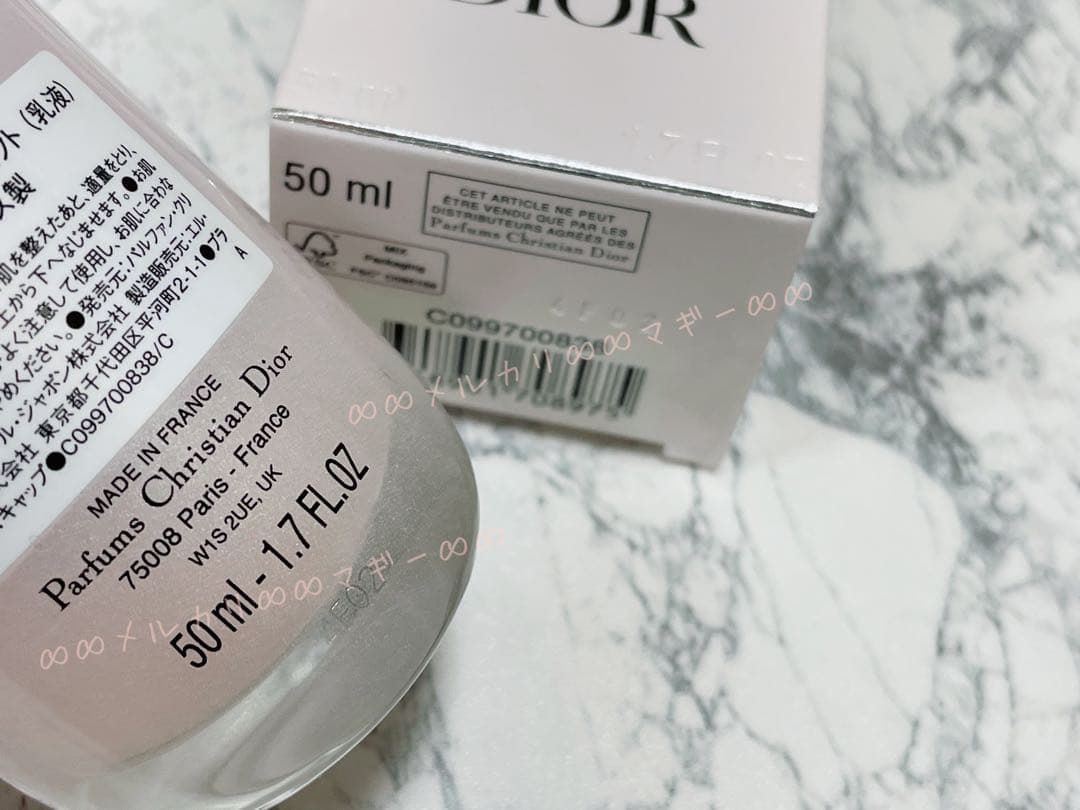 DIOR
50 ml
CET ARTICLE NE PEUT
ÊTRE VENDU QUE PAR LES
DISTRIBUTEURS AGRÉÉS DES
Parfums Christian Dior
FSC
MIX
Packaging
∞∞メルカリ∞∞マギー∞∞
ト(乳液)
ス製
肌を整えたあと、適量をとり、
上から下へなじませます。●お肌
よく注意して使用し、お肌に合わな
めください。●発売元:パルファン・クリ
ル・ジャポン株式会社 製造販売元:エル・
式会社 東京都千代田区平河町2-1-1●プラ
キャップ●C099700838/C
A
MADE IN FRANCE
Parfums Christian Dior
75008 Paris - France
W1S 2UE, UK
50 ml - 1.7 FL.OZ
∞∞メルカリ∞∞マギー∞∞